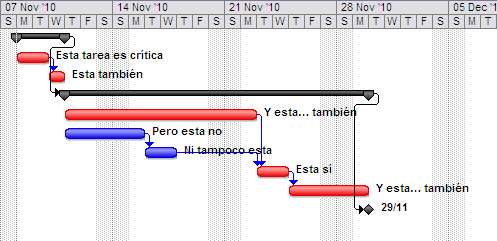 07 Nov '10 14 Nov '10 21 Nov '10 28 Nov '10 05 Dec '1
S M T W T F S S M T W T F S S M T W T F S S M T W T F S S M T
Esta tarea es crítica
Esta también
Y esta... también
Pero esta no
Ni tampoco esta
Esta sí
Y esta... también
29/11